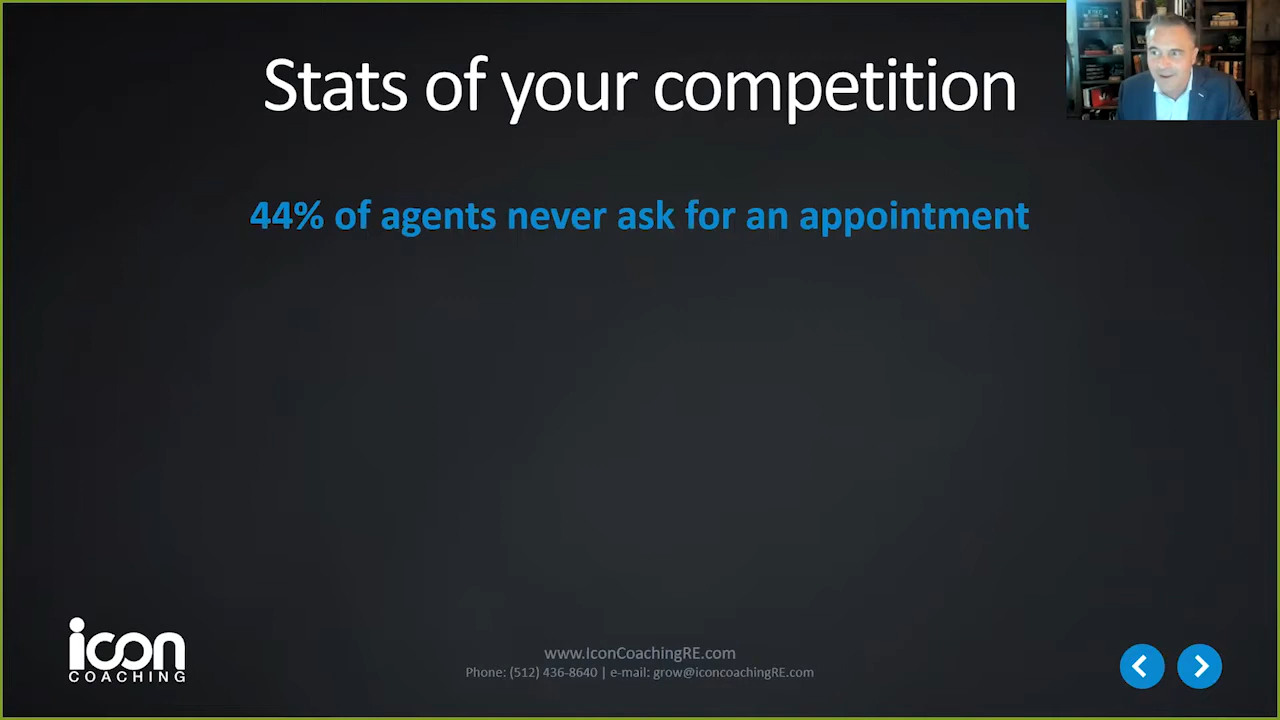 Stats of your competition
44% of agents never ask for an appointment
icon
COACHING
www.IconCoachingRE.com
Phone: (512) 436-8640 | e-mail: grow@iconcoachingRE.com